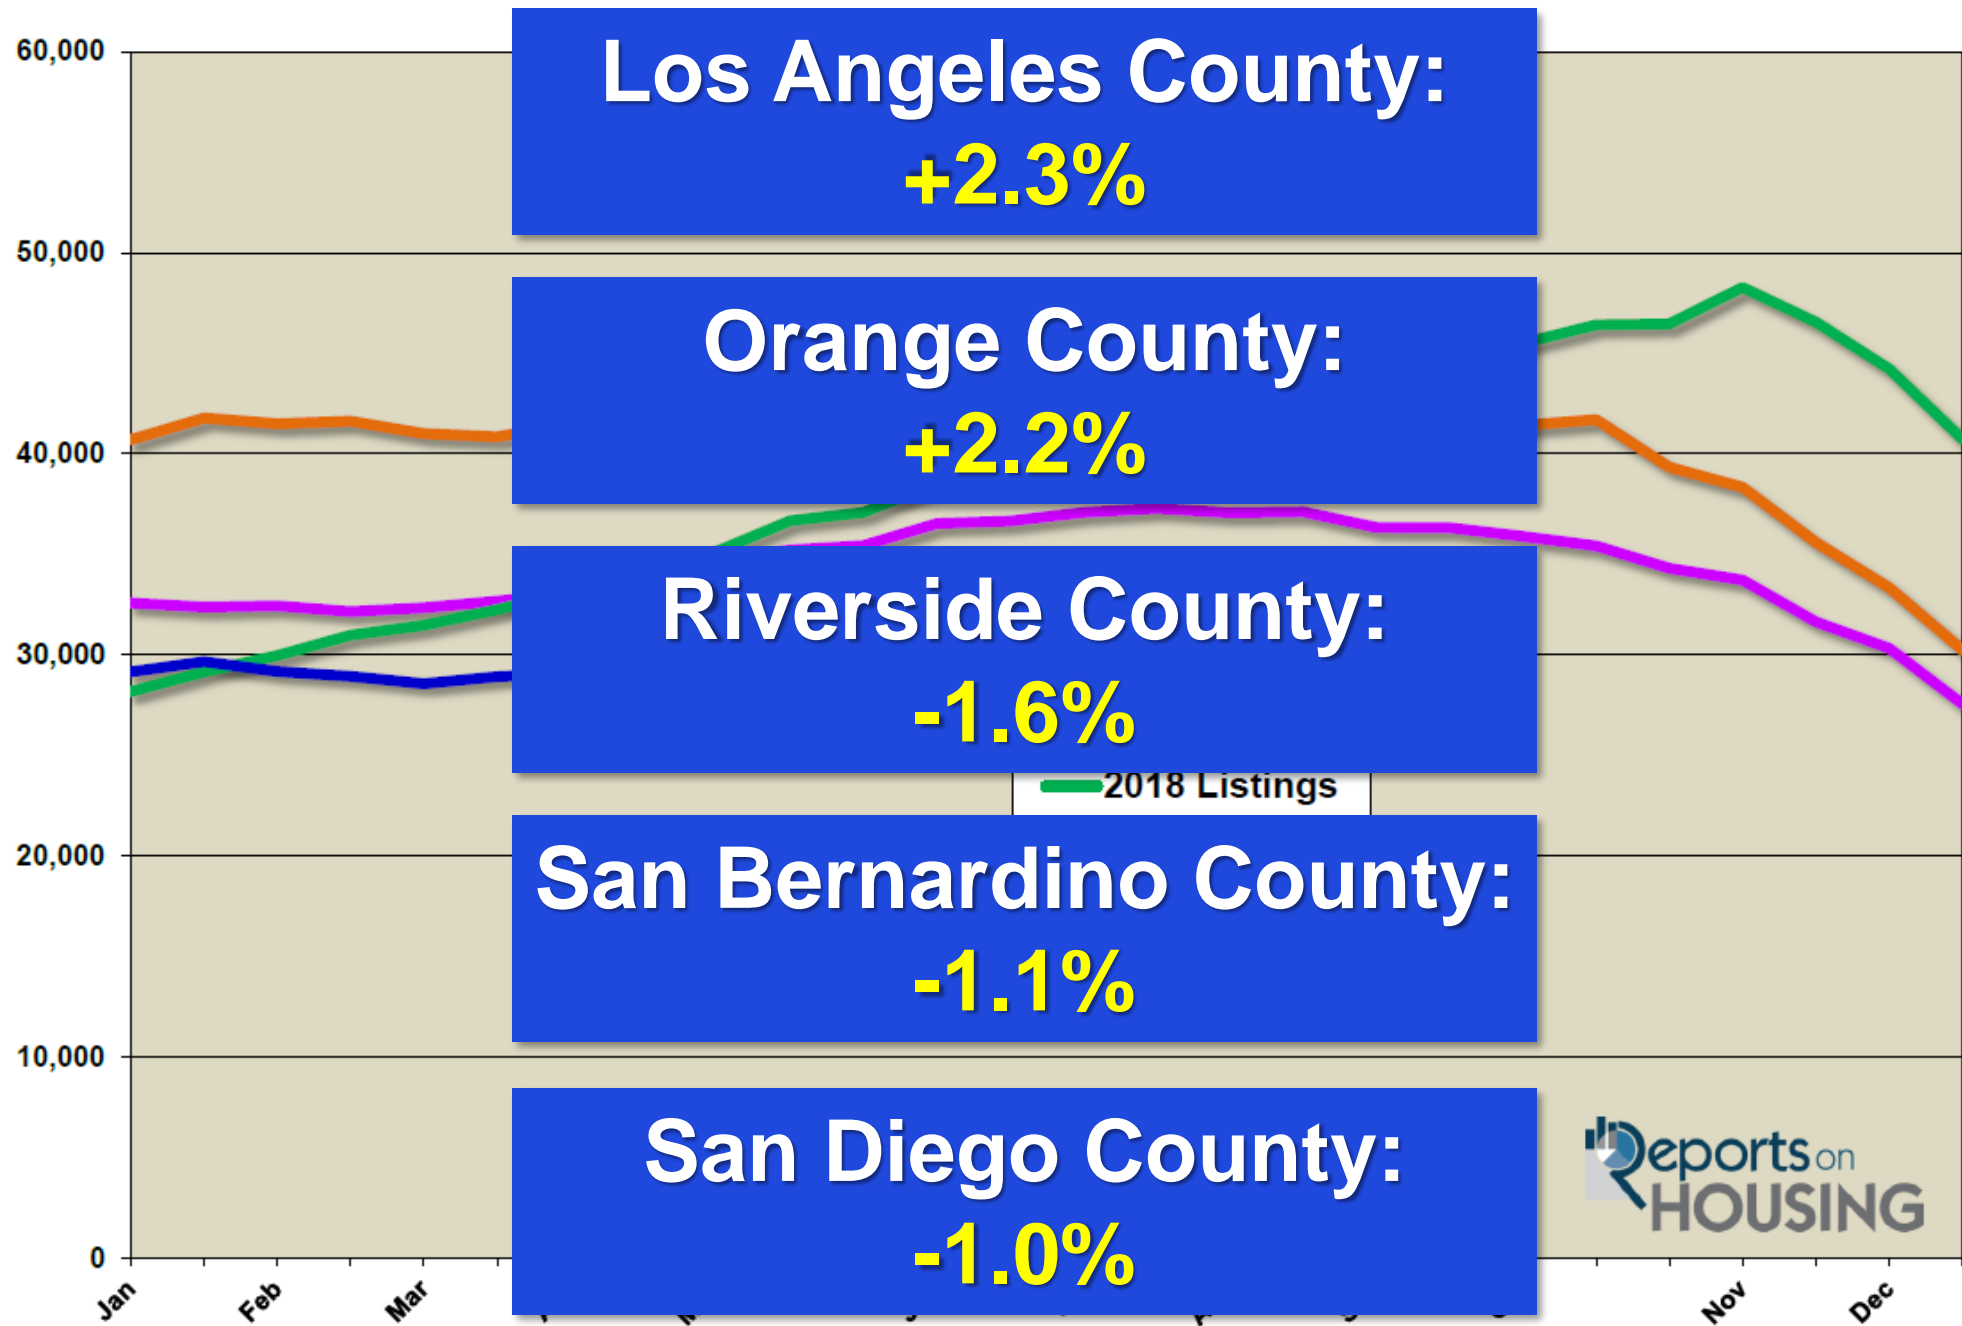 Los Angeles County:
+2.3%
Orange County:
+2.2%
Riverside County:
-1.6%
2018 Listings
San Bernardino County:
-1.1%
San Diego County:
-1.0%
60,000
50,000
40,000
30,000
20,000
10,000
0
Jan
Feb
Mar
Nov
Dec
Reports on
HOUSING